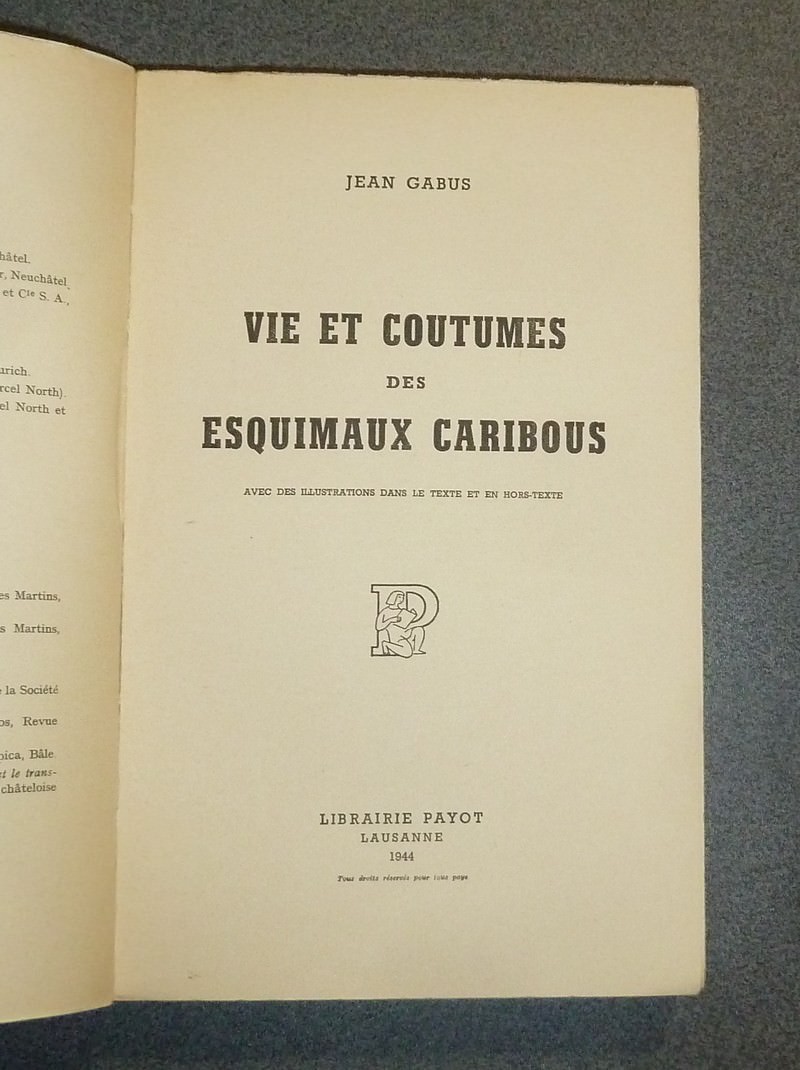 hâtel.
r, Neuchâtel
et Cie S. A.,
urich.
rcel North).
el North et
es Martins,
s Martins,
e la Société
os, Revue
pica, Bâle
st le trans-
châteloise
JEAN GABUS
VIE ET COUTUMES
DES
ESQUIMAUX CARIBOUS
AVEC DES ILLUSTRATIONS DANS LE TEXTE ET EN HORS-TEXTE
P
LIBRAIRIE PAYOT
LAUSANNE
1944
Tous droits réservés pour tous pays